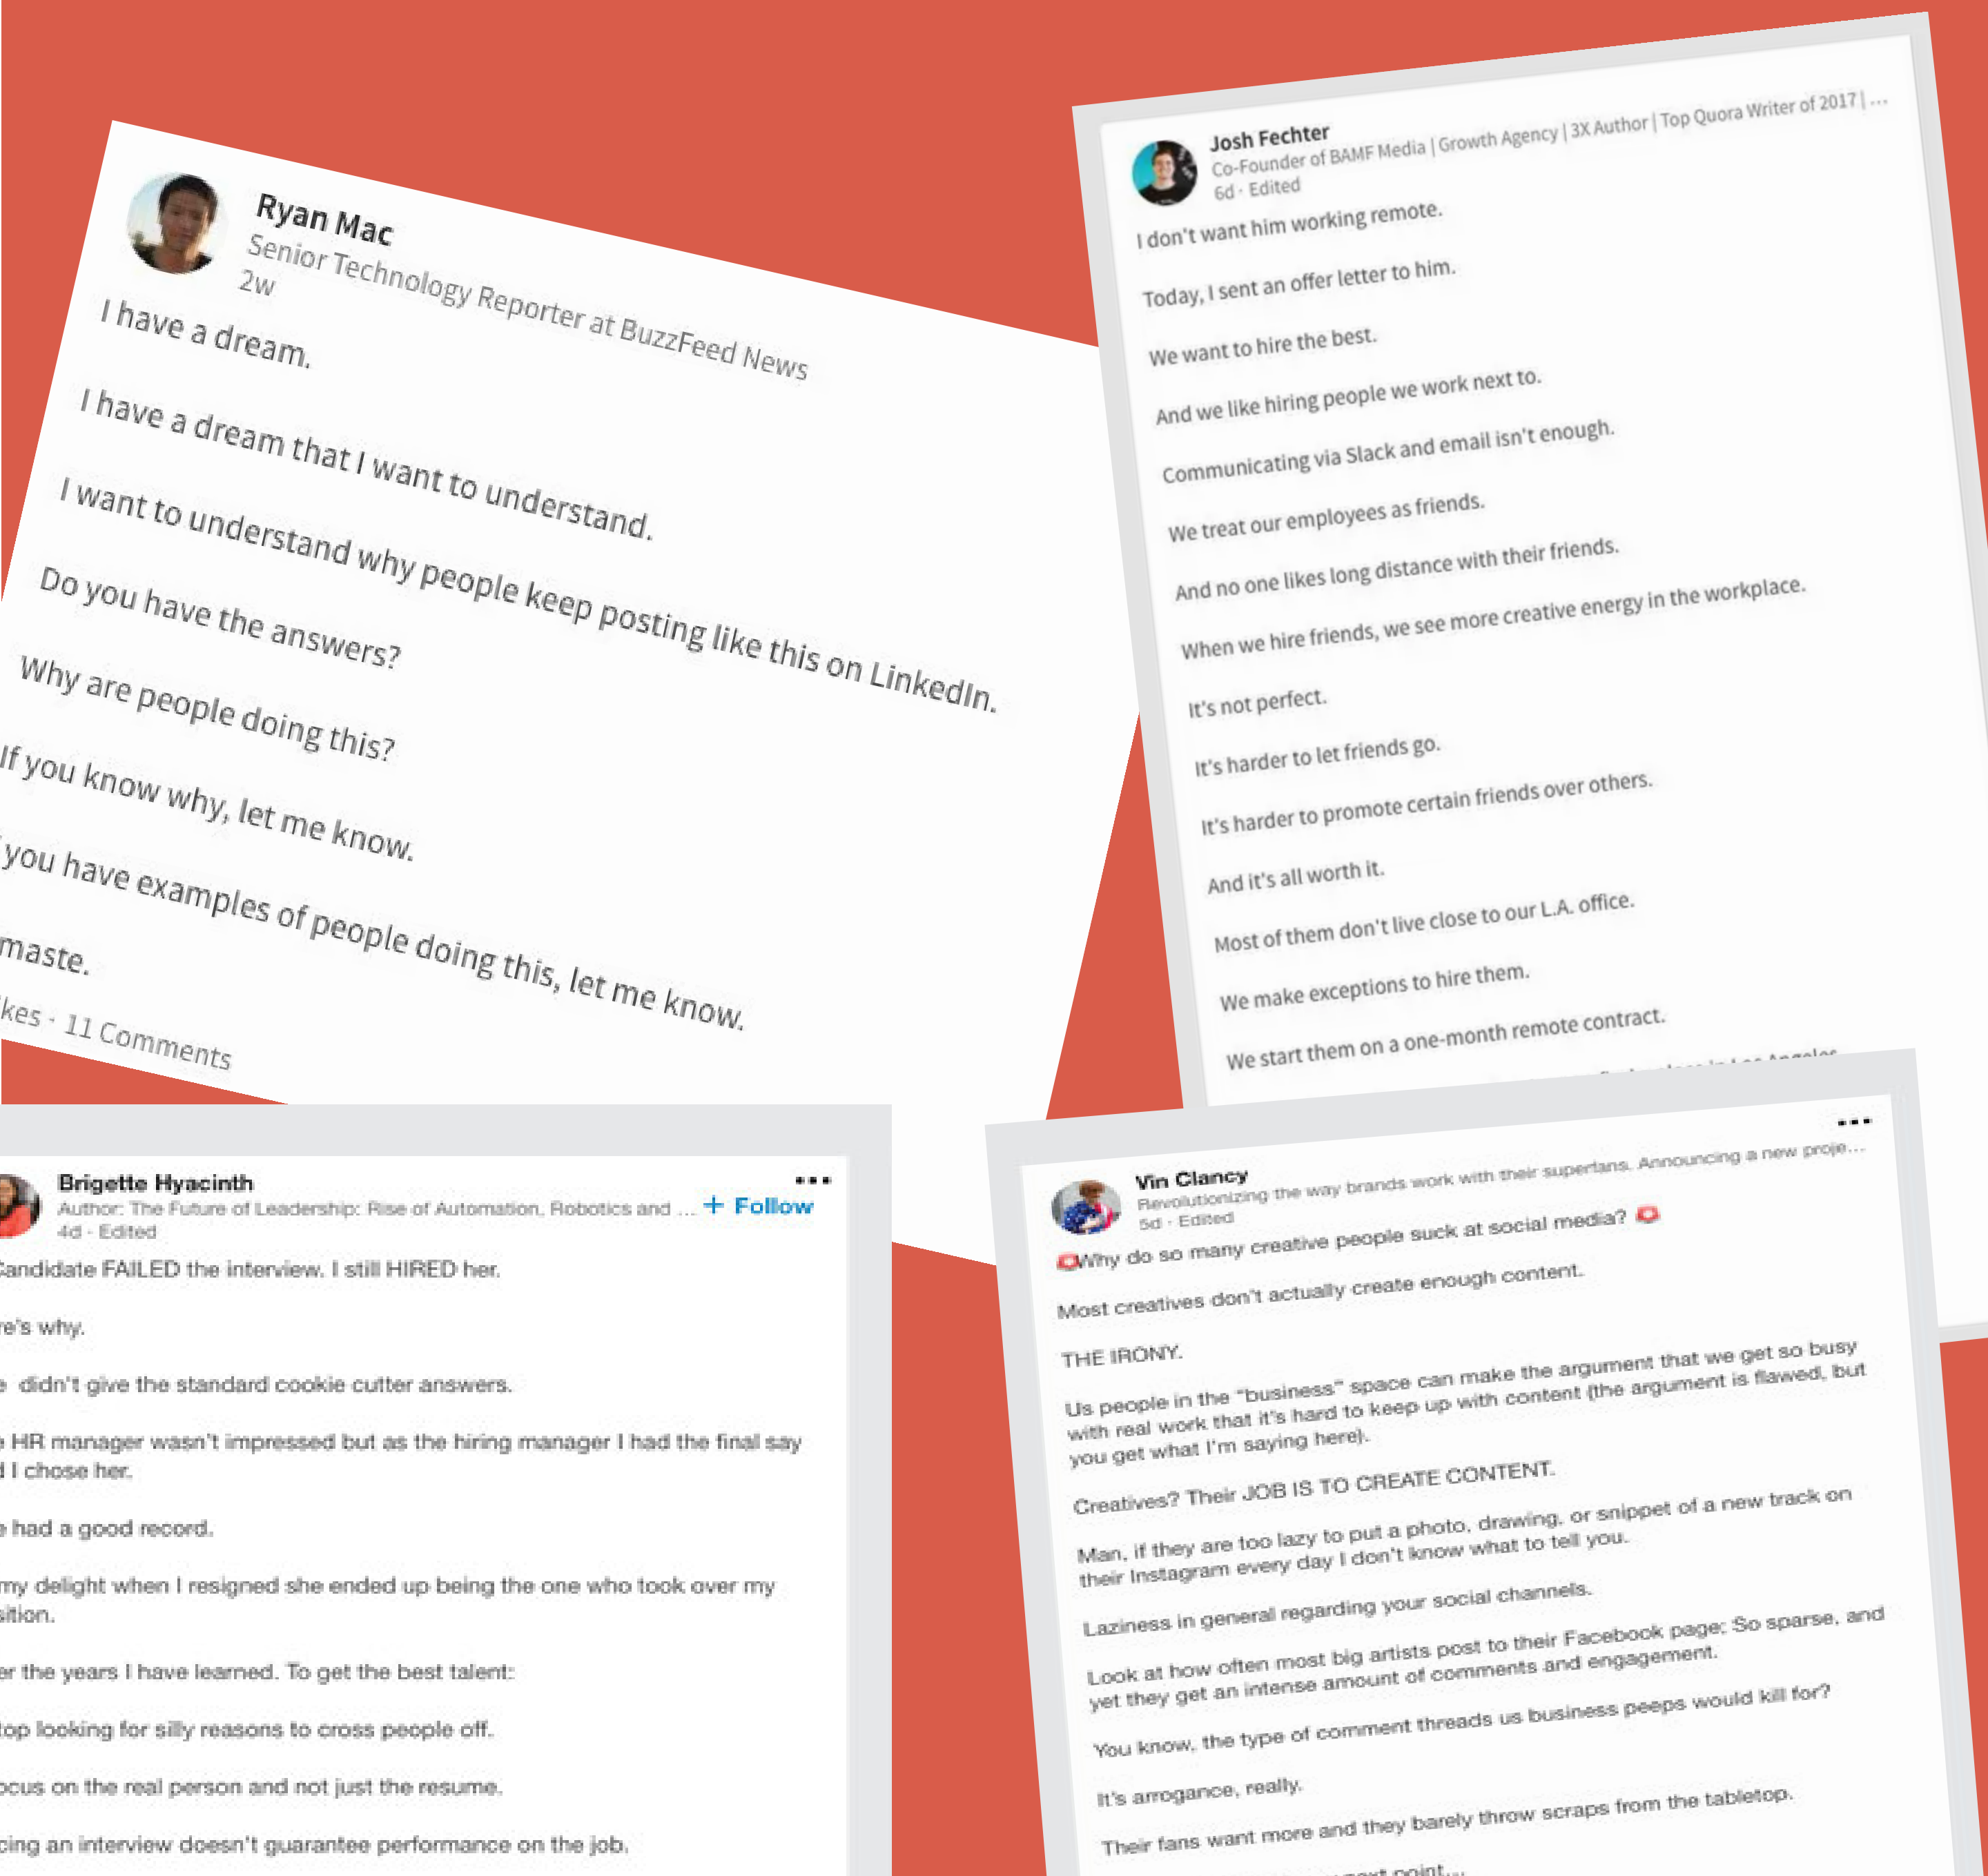 Ryan Mac
Senior Technology Reporter at BuzzFeed News
2w
I have a dream.
I have a dream that I want to understand.
I want to understand why people keep posting like this on LinkedIn.
Do you have the answers?
Why are people doing this?
If you know why, let me know.
you have examples of people doing this, let me know.
maste.
kes · 11 Comments
Josh Fechter
Co-Founder of BAMF Media | Growth Agency | 3X Author | Top Quora Writer of 2017 | ...
6d · Edited
I don't want him working remote.
Today, I sent an offer letter to him.
We want to hire the best.
And we like hiring people we work next to.
Communicating via Slack and email isn't enough.
We treat our employees as friends.
And no one likes long distance with their friends.
When we hire friends, we see more creative energy in the workplace.
It's not perfect.
It's harder to let friends go.
It's harder to promote certain friends over others.
And it's all worth it.
Most of them don't live close to our L.A. office.
We make exceptions to hire them.
We start them on a one-month remote contract.
Brigette Hyacinth
Author: The Future of Leadership: Rise of Automation, Robotics and ... + Follow
4d · Edited
Candidate FAILED the interview. I still HIRED her.
re's why.
e didn't give the standard cookie cutter answers.
e HR manager wasn't impressed but as the hiring manager I had the final say
d I chose her.
e had a good record.
my delight when I resigned she ended up being the one who took over my
sition.
er the years I have learned. To get the best talent:
top looking for silly reasons to cross people off.
ocus on the real person and not just the resume.
cing an interview doesn't guarantee performance on the job.
Vin Clancy
Revolutionizing the way brands work with their superfans. Announcing a new proje...
5d · Edited
Why do so many creative people suck at social media?
Most creatives don't actually create enough content.
THE IRONY.
Us people in the "business" space can make the argument that we get so busy
with real work that it's hard to keep up with content (the argument is flawed, but
you get what I'm saying here).
Creatives? Their JOB IS TO CREATE CONTENT.
Man, if they are too lazy to put a photo, drawing, or snippet of a new track on
their Instagram every day I don't know what to tell you.
Laziness in general regarding your social channels.
Look at how often most big artists post to their Facebook page: So sparse, and
yet they get an intense amount of comments and engagement.
You know, the type of comment threads us business peeps would kill for?
It's arrogance, really.
Their fans want more and they barely throw scraps from the tabletop.
point...